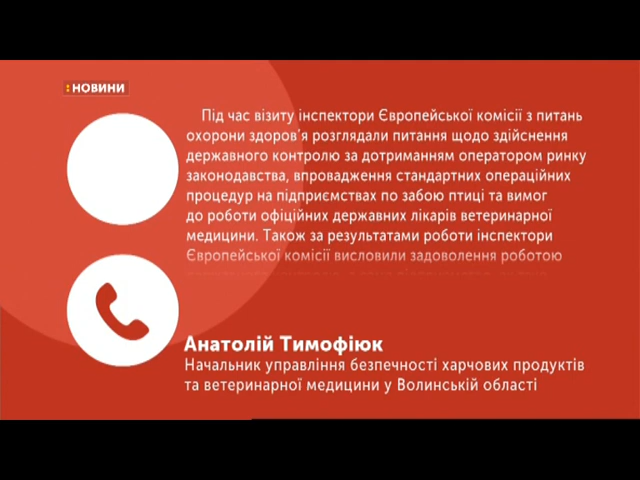 НОВИНИ
Під час візиту інспектори Європейської комісії з питань
охорони здоров'я розглядали питання щодо здійснення
державного контролю за дотриманням оператором ринку
законодавства, впровадження стандартних операційних
процедур на підприємствах по забою птиці та вимог
до роботи офіційних державних лікарів ветеринарної
медицини. Також за результатами роботи інспектори
Європейської комісії висловили задоволення роботою
Анатолій Тимофіюк
Начальник управління безпечності харчових продуктів
та ветеринарної медицини у Волинській області